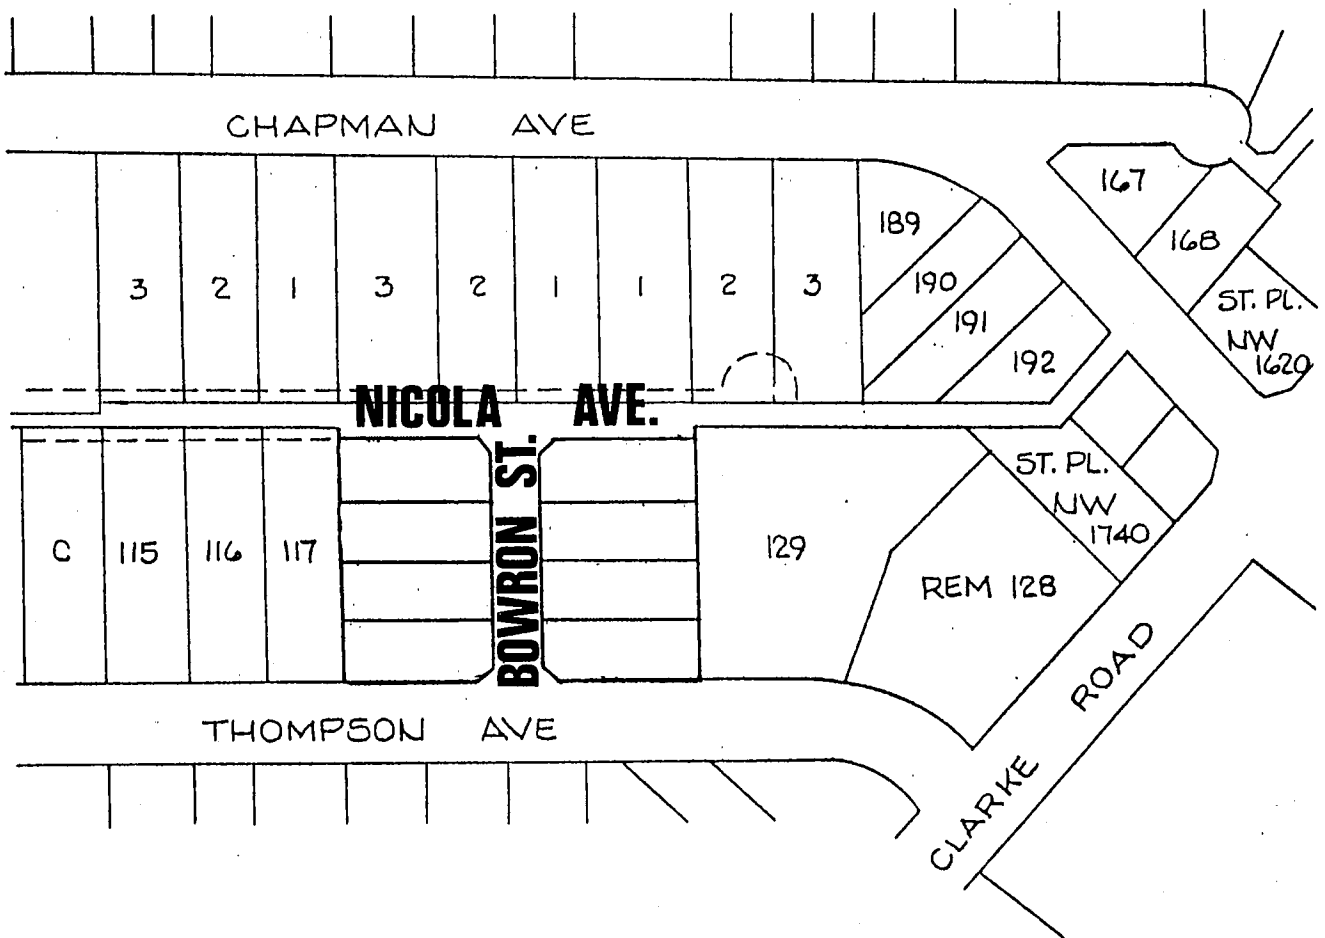 CHAPMAN AVE
167
189
168
3 2 1 3 2 1 1 2 3
190
ST. PL.
NW
1620
191
192
NICOLA AVE.
BOWRON ST.
ST. PL.
NW
1740
C 115 116 117
129
REM 128
THOMPSON AVE
CLARKE ROAD